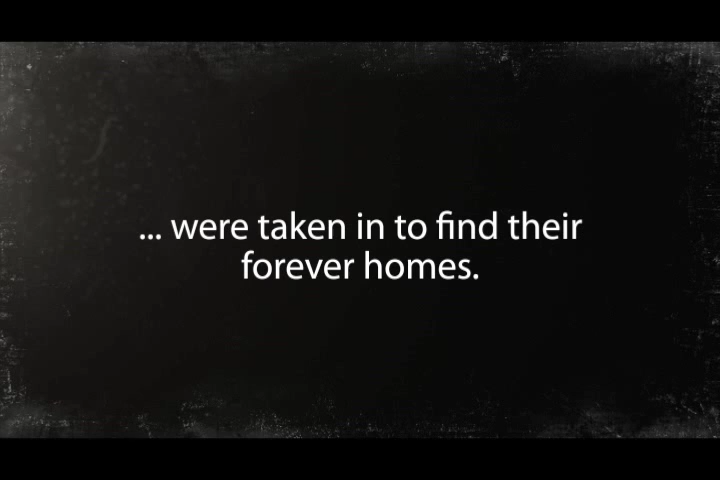 ... were taken in to find their
forever homes.